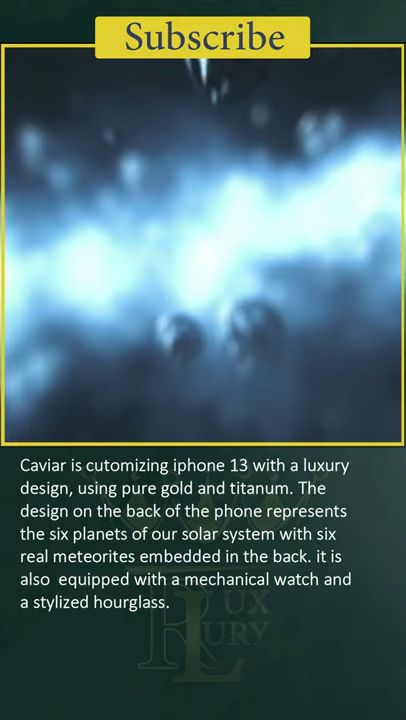 Subscribe
Caviar is cutomizing iphone 13 with a luxury
design, using pure gold and titanum. The
design on the back of the phone represents
the six planets of our solar system with six
real meteorites embedded in the back. it is
also  equipped with a mechanical watch and
a stylized hourglass.
LUX
URY